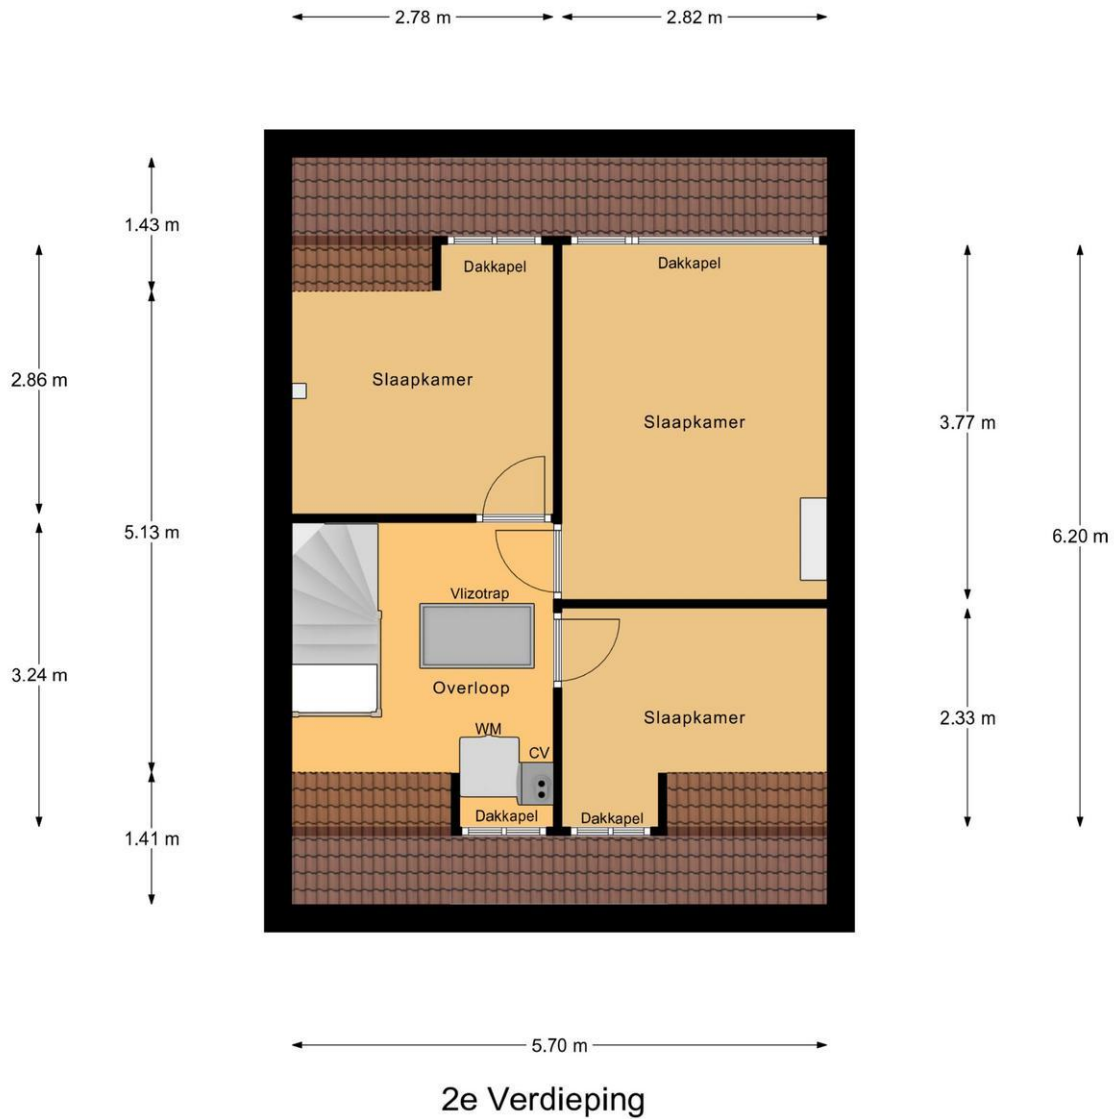 2.78 m
2.82 m
1.43 m
Dakkapel
Dakkapel
2.86 m
Slaapkamer
Slaapkamer
3.77 m
5.13 m
6.20 m
Vlizotrap
3.24 m
Overloop
Slaapkamer
2.33 m
WM
CV
Dakkapel
Dakkapel
1.41 m
5.70 m
2e Verdieping